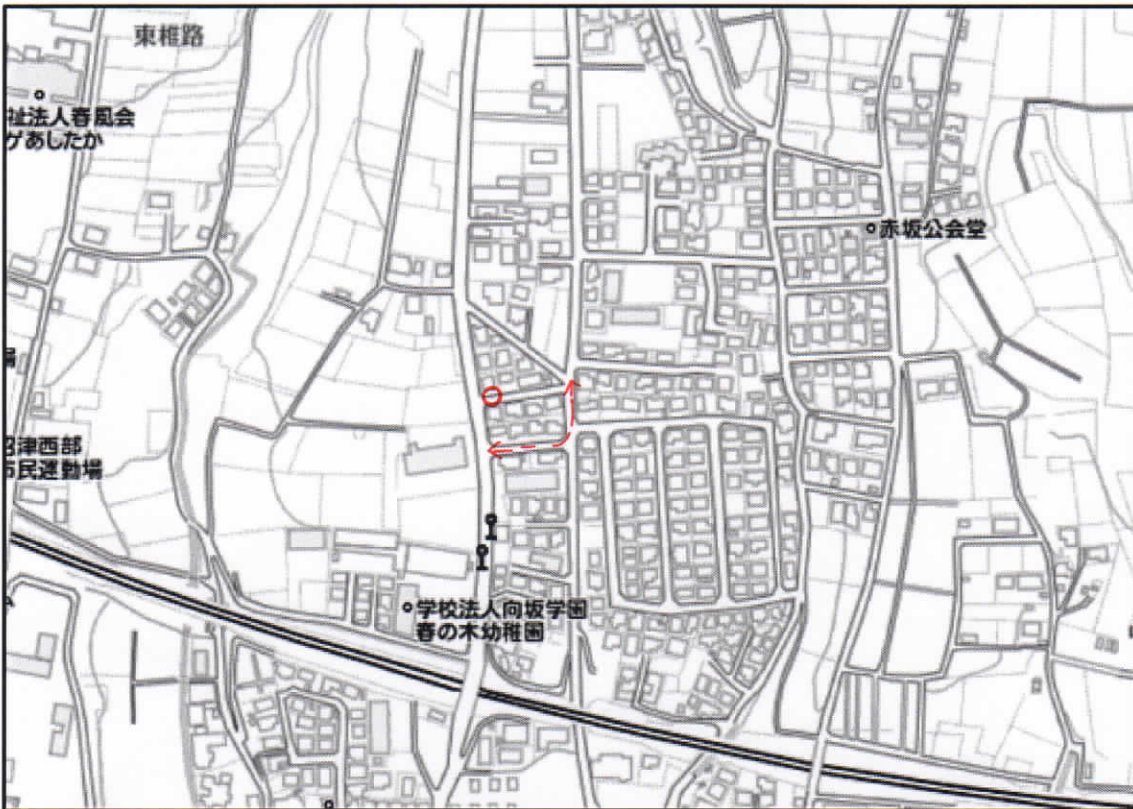 東椎路
祉法人春風会
ゲあしたか
赤坂公会堂
沼津西部
市民運動場
学校法人向坂学園
春の木幼稚園